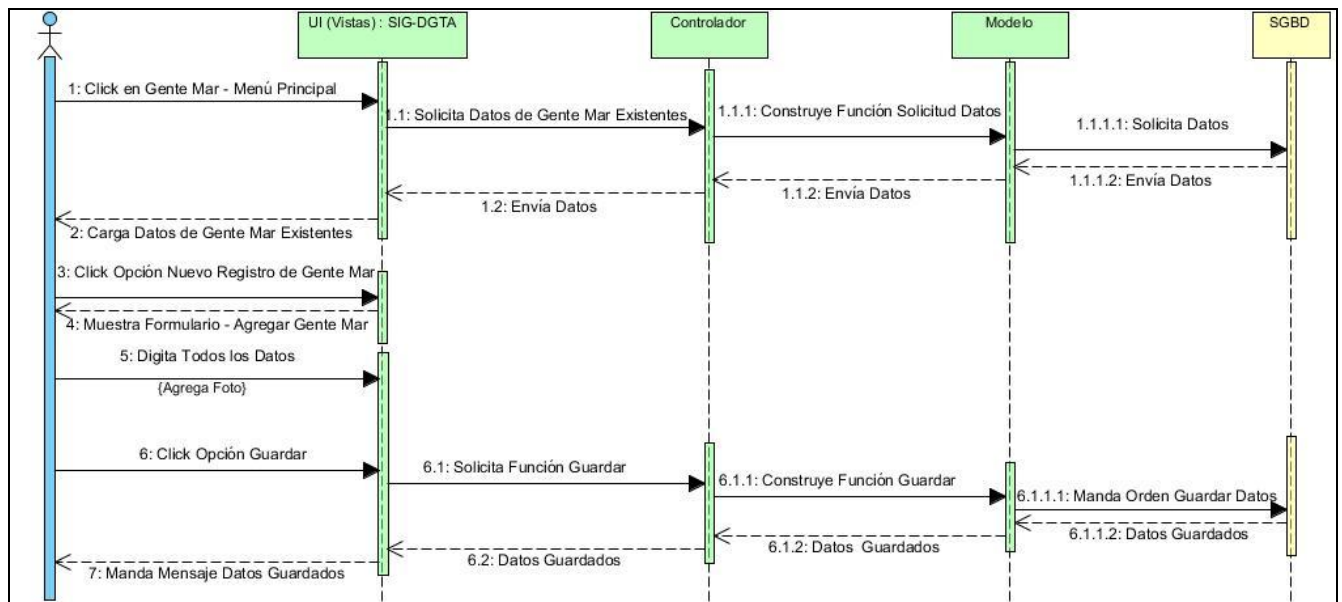 UI (Vistas) : SIG-DGTA
Controlador
Modelo
SGBD
1: Click en Gente Mar - Menú Principal
1.1: Solicita Datos de Gente Mar Existentes
1.1.1: Construye Función Solicitud Datos
1.1.1.1: Solicita Datos
1.1.1.2: Envía Datos
1.1.2: Envía Datos
1.2: Envía Datos
2: Carga Datos de Gente Mar Existentes
3: Click Opción Nuevo Registro de Gente Mar
4: Muestra Formulario - Agregar Gente Mar
5: Digita Todos los Datos
{Agrega Foto}
6: Click Opción Guardar
6.1: Solicita Función Guardar
6.1.1: Construye Función Guardar
6.1.1.1: Manda Orden Guardar Datos
6.1.1.2: Datos Guardados
6.1.2: Datos Guardados
6.2: Datos Guardados
7: Manda Mensaje Datos Guardados